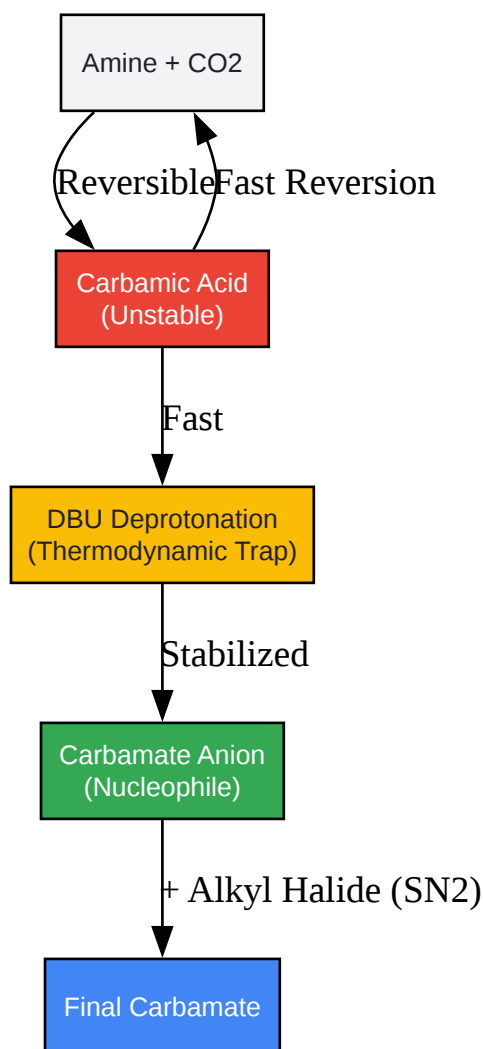 Amine + CO2
Reversible
Fast Reversion
Carbamic Acid
(Unstable)
Fast
DBU Deprotonation
(Thermodynamic Trap)
Stabilized
Carbamate Anion
(Nucleophile)
+ Alkyl Halide (SN2)
Final Carbamate